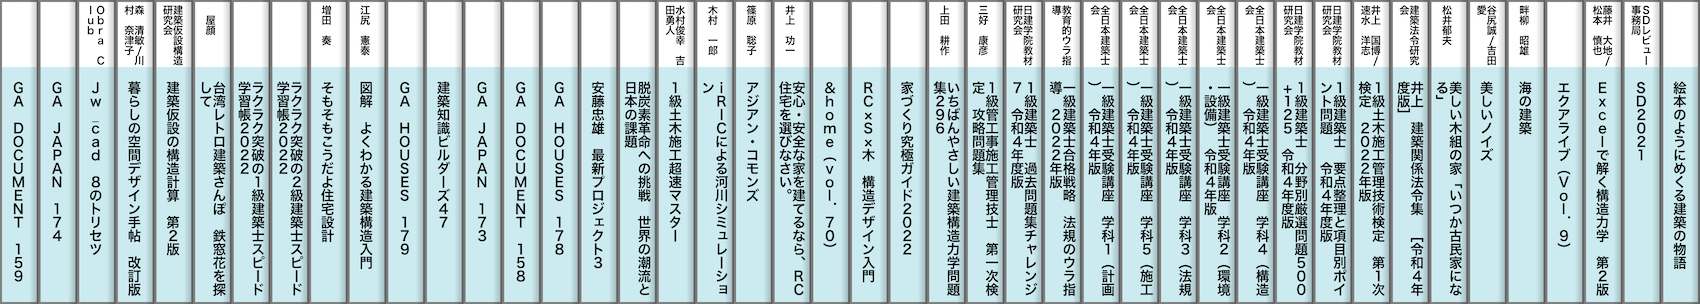 絵本のようにめくる建築の物語
SDレビュー
事務局
SD2021
藤井 大地/
松本 慎也
Excelで解く構造力学 第2版
エクアライブ(Vol.9)
畔柳 昭雄
海の建築
谷尻誠/吉田
愛
美しいノイズ
松井郁夫
美しい木組の家「いつか古民家にな
る」
建築法令研究
会
井上 建築関係法令集 [令和4年
度版]
井上 国博/
速水 洋志
1級土木施工管理技術検定 第1次
検定 2022年版
日建学院教材
研究会
1級建築士 要点整理と項目別ポイ
ント問題 令和4年度版
日建学院教材
研究会
1級建築士 分野別厳選問題500
+125 令和4年度版
全日本建築士
会
一級建築士受験講座 学科4(構造
) 令和4年版
全日本建築士
会
一級建築士受験講座 学科2(環境
・設備) 令和4年版
全日本建築士
会
一級建築士受験講座 学科3(法規
) 令和4年版
全日本建築士
会
一級建築士受験講座 学科5(施工
) 令和4年版
全日本建築士
会
一級建築士受験講座 学科1(計画
) 令和4年版
教育的ウラ指
導
一級建築士合格戦略 法規のウラ指
導 2022年版
日建学院教材
研究会
1級建築士 過去問題集チャレンジ
7 令和4年度版
三好 康彦
1級管工事施工管理技士 第一次検
定 攻略問題集
上田 耕作
いちばんやさしい建築構造力学問題
集296
家づくり究極ガイド2022
RC×S×木 構造デザイン入門
&home(vol.70)
井上 功一
安心・安全な家を建てるなら、RC
住宅を選びなさい。
篠原 聡子
アジアン・コモンズ
木村 一郎
iRICによる河川シミュレーショ
ン
水村俊幸 吉
田勇人
1級土木施工超速マスター
脱炭素革命への挑戦 世界の潮流と
日本の課題
安藤忠雄 最新プロジェクト3
GA HOUSES 178
GA DOCUMENT 158
GA JAPAN 173
建築知識ビルダーズ47
GA HOUSES 179
江尻 憲泰
図解 よくわかる建築構造入門
増田 奏
そもそもこうだよ住宅設計
ラクラク突破の2級建築士スピード
学習帳2022
ラクラク突破の1級建築士スピード
学習帳2022
屋顔
台湾レトロ建築さんぽ 鉄窓花を探
して
建築仮設構造
研究会
建築仮設の構造計算 第2版
森 清敏/川
村 奈津子
暮らしの空間デザイン手帖 改訂版
Obra C
lub
Jw_cad 8のトリセツ
GA JAPAN 174
GA DOCUMENT 159